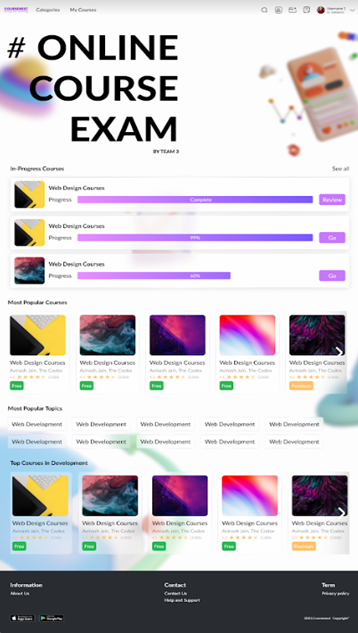 Categories My Courses
# ONLINE
COURSE
EXAM
BY TEAM 3
In-Progress Courses See all
Web Design Courses
Progress Complete Review
Web Design Courses
Progress 99% Go
Web Design Courses
Progress 60% Go
Most Popular Courses
Web Design Courses Web Design Courses Web Design Courses Web Design Courses Web Design Courses
Avinash Jain, The Codex Avinash Jain, The Codex Avinash Jain, The Codex Avinash Jain, The Codex Avinash Jain, The Codex
Free Free Free Free Premium
Most Popular Topics
Web Development Web Development Web Development Web Development Web Development
Web Development Web Development Web Development Web Development Web Development
Top Courses in Development
Web Design Courses Web Design Courses Web Design Courses Web Design Courses Web Design Courses
Avinash Jain, The Codex Avinash Jain, The Codex Avinash Jain, The Codex Avinash Jain, The Codex Avinash Jain, The Codex
Free Free Free Free Premium
Information Contact Term
About Us Contact Us Privacy policy
Help and Support
App Store Google Play